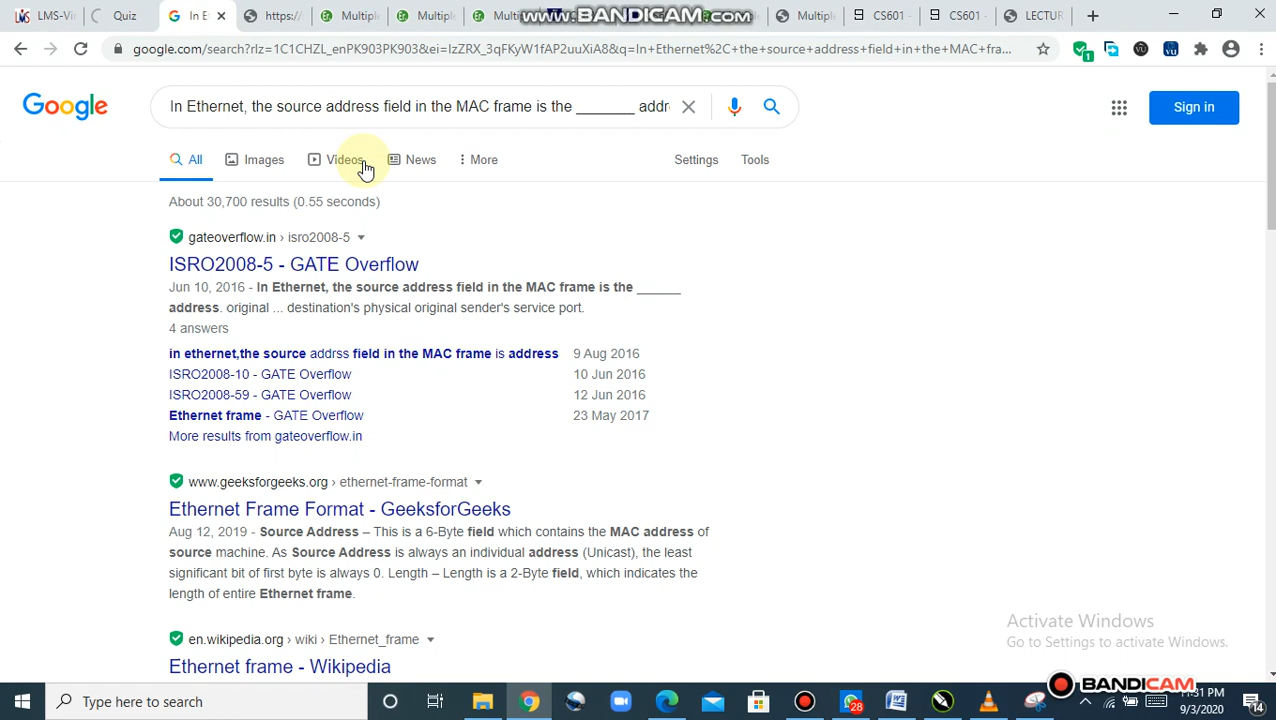 LMS-Vir
Quiz
G In E
https:/
Multiple
Multipl
Multi
www.BANDICAM.com
Multiple
CS601 -
CS601 -
LECTUR
google.com/search?rlz=1C1CHZL_enPK903PK903&ei=IzZRX_3qFKyW1fAP2uuXiA8&q=In+Ethernet%2C+the+source+address+field+in+the+MAC+fra...
1
VU
VU
Google
In Ethernet, the source address field in the MAC frame is the _______ addr
Sign in
All
Images
Videos
News
More
Settings
Tools
About 30,700 results (0.55 seconds)
gateoverflow.in › isro2008-5
ISRO2008-5 - GATE Overflow
Jun 10, 2016 - In Ethernet, the source address field in the MAC frame is the ______
address. original ... destination's physical original sender's service port.
4 answers
in ethernet,the source addrss field in the MAC frame is address 9 Aug 2016
ISRO2008-10 - GATE Overflow 10 Jun 2016
ISRO2008-59 - GATE Overflow 12 Jun 2016
Ethernet frame - GATE Overflow 23 May 2017
More results from gateoverflow.in
www.geeksforgeeks.org › ethernet-frame-format
Ethernet Frame Format - GeeksforGeeks
Aug 12, 2019 - Source Address – This is a 6-Byte field which contains the MAC address of
source machine. As Source Address is always an individual address (Unicast), the least
significant bit of first byte is always 0. Length – Length is a 2-Byte field, which indicates the
length of entire Ethernet frame.
en.wikipedia.org › wiki › Ethernet_frame
Ethernet frame - Wikipedia
Activate Windows
Go to Settings to activate Windows.
Type here to search
28
BANDICAM
:31 PM
9/3/2020
14